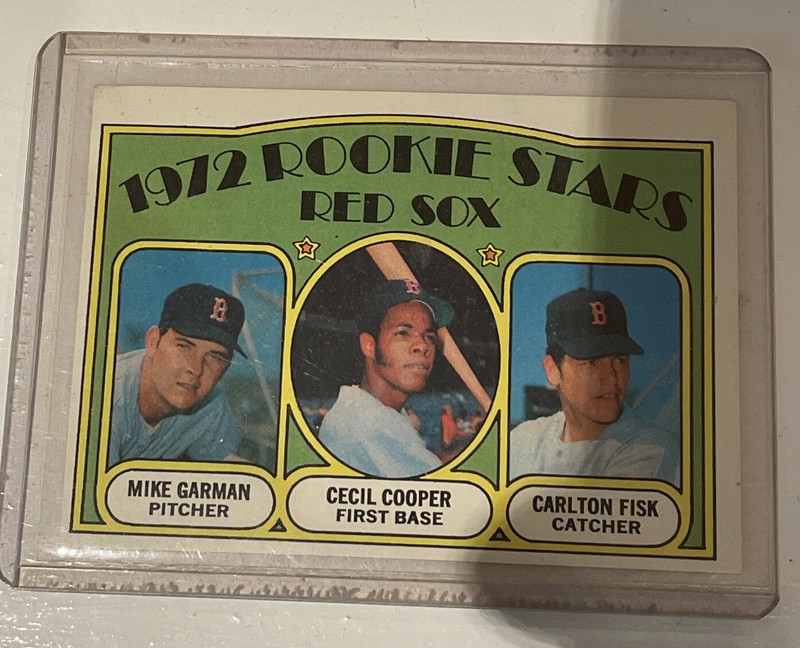 1972 ROOKIE STARS
RED SOX
B
B
B
MIKE GARMAN
PITCHER
CECIL COOPER
FIRST BASE
CARLTON FISK
CATCHER